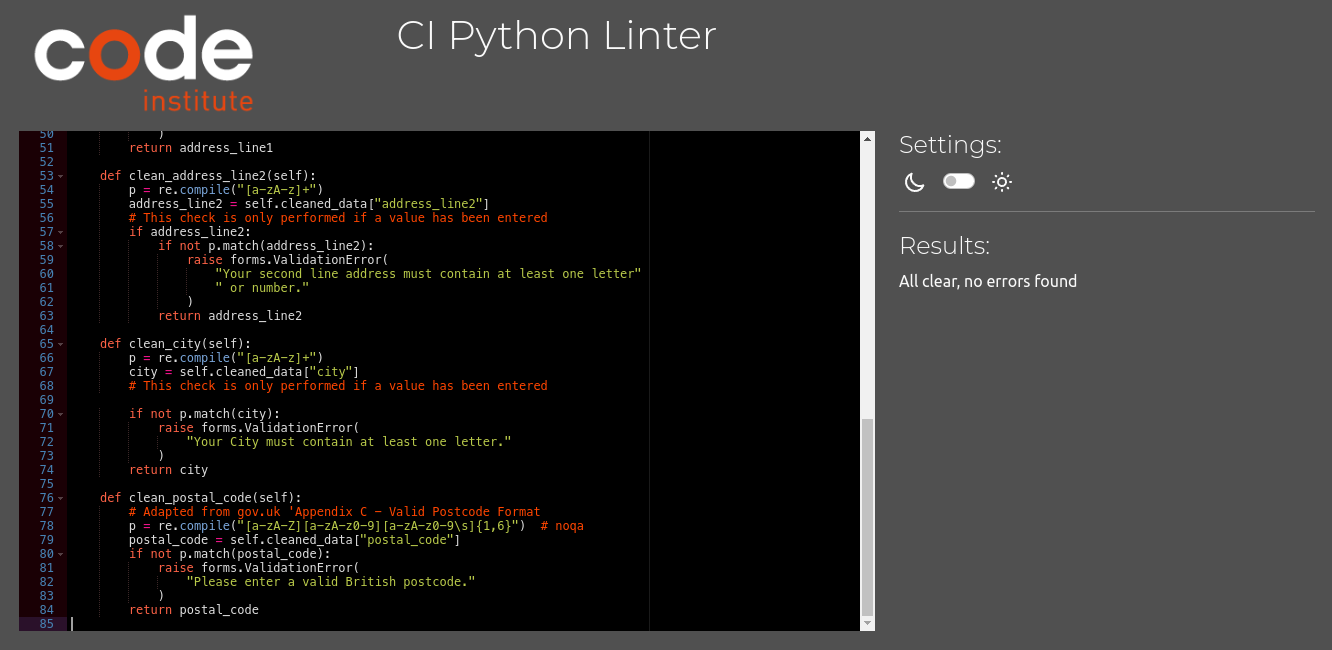 code
institute
CI Python Linter
50 )
51 return address_line1
52
53 def clean_address_line2(self):
54 p = re.compile("[a-zA-z]+")
55 address_line2 = self.cleaned_data["address_line2"]
56 # This check is only performed if a value has been entered
57 if address_line2:
58 if not p.match(address_line2):
59 raise forms.ValidationError(
60 "Your second line address must contain at least one letter"
61 " or number."
62 )
63 return address_line2
64
65 def clean_city(self):
66 p = re.compile("[a-zA-z]+")
67 city = self.cleaned_data["city"]
68 # This check is only performed if a value has been entered
69
70 if not p.match(city):
71 raise forms.ValidationError(
72 "Your City must contain at least one letter."
73 )
74 return city
75
76 def clean_postal_code(self):
77 # Adapted from gov.uk 'Appendix C - Valid Postcode Format
78 p = re.compile("[a-zA-Z][a-zA-z0-9][a-zA-z0-9\s]{1,6}")  # noqa
79 postal_code = self.cleaned_data["postal_code"]
80 if not p.match(postal_code):
81 raise forms.ValidationError(
82 "Please enter a valid British postcode."
83 )
84 return postal_code
85
Settings:
Results:
All clear, no errors found